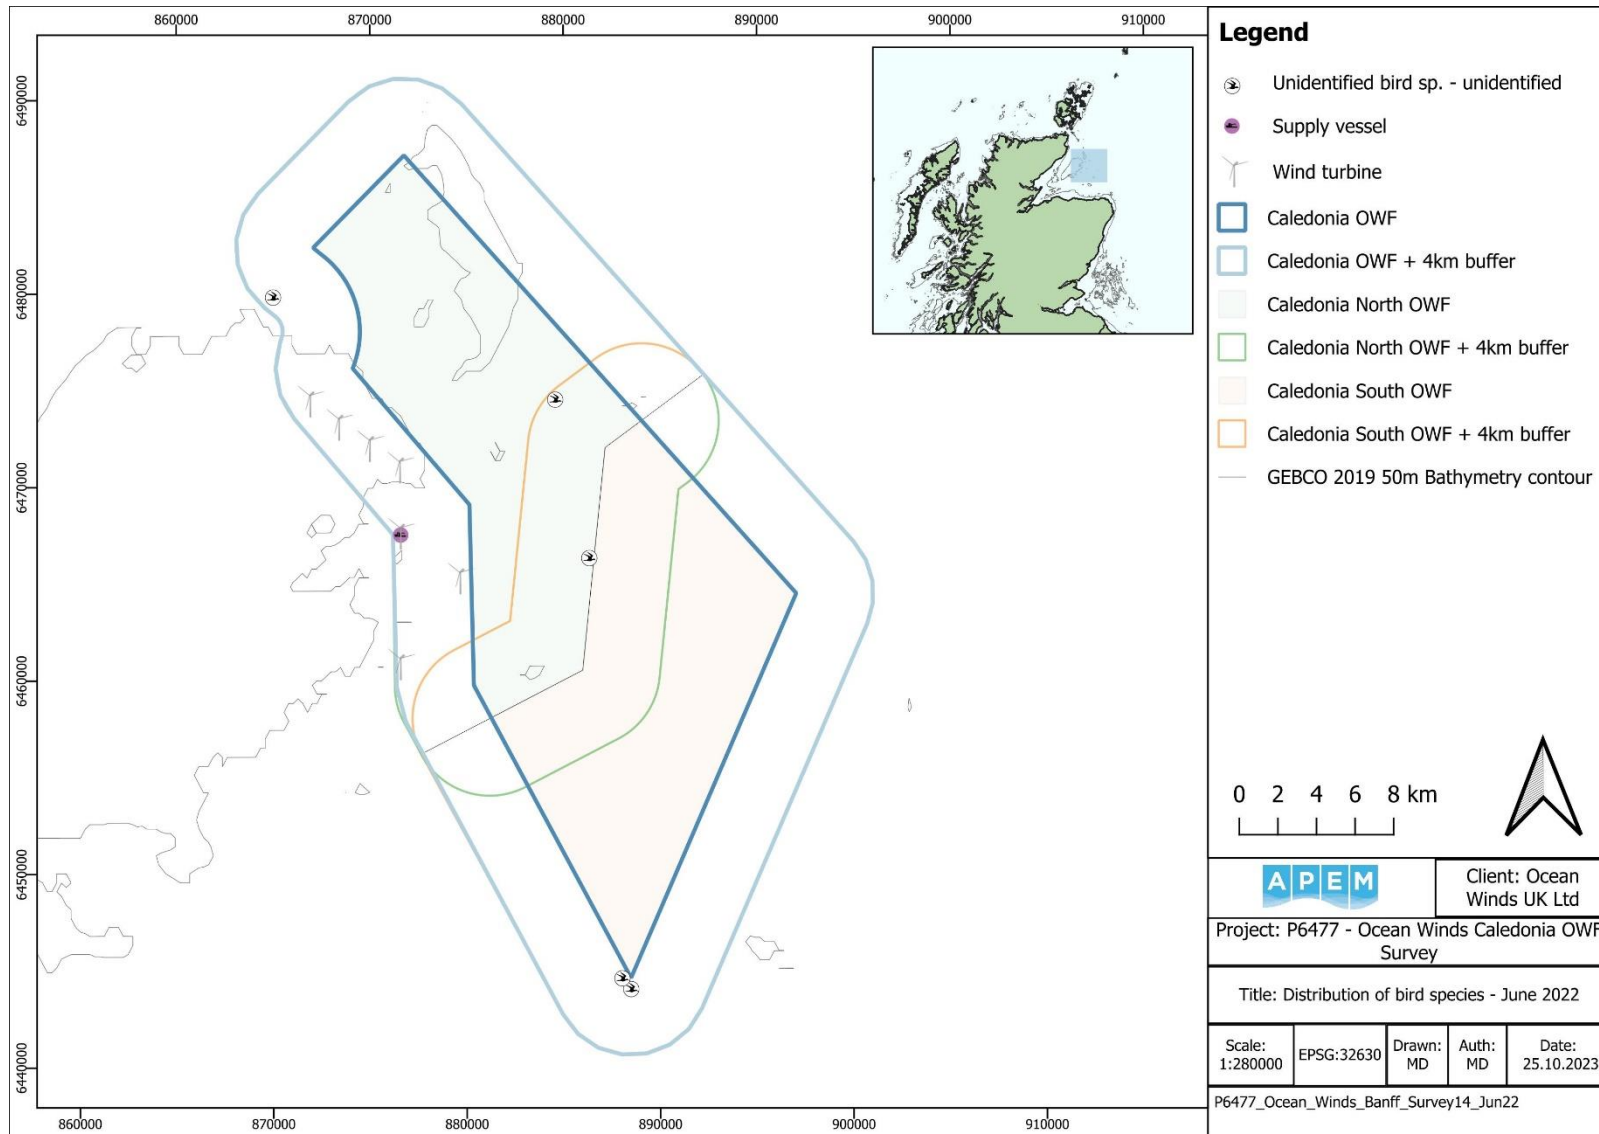 860000 870000 880000 890000 900000 910000
6490000
6480000
6470000
6460000
6450000
6440000
860000 870000 880000 890000 900000 910000
Legend
Unidentified bird sp. - unidentified
Supply vessel
Wind turbine
Caledonia OWF
Caledonia OWF + 4km buffer
Caledonia North OWF
Caledonia North OWF + 4km buffer
Caledonia South OWF
Caledonia South OWF + 4km buffer
GEBCO 2019 50m Bathymetry contour
0 2 4 6 8 km
APEM
Client: Ocean
Winds UK Ltd
Project: P6477 - Ocean Winds Caledonia OWF
Survey
Title: Distribution of bird species - June 2022
Scale:
1:280000
EPSG:32630
Drawn:
MD
Auth:
MD
Date:
25.10.2023
P6477_Ocean_Winds_Banff_Survey14_Jun22